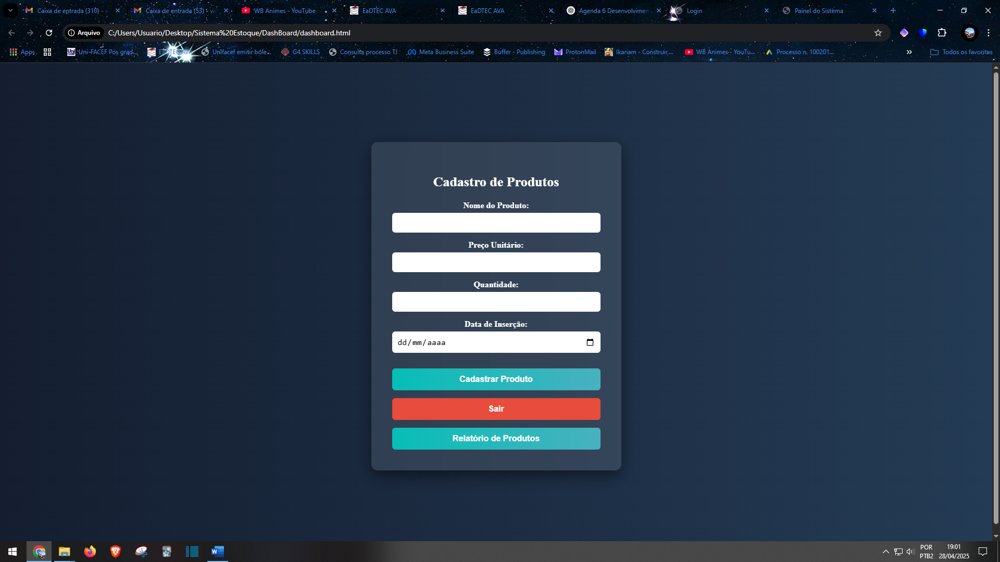 Caixa de entrada (310) - w
Caixa de entrada (53) - wi
WB Animes - YouTube
EaDTEC AVA
EaDTEC AVA
Agenda 6 Desenvolvimen
Login
Painel do Sistema
Arquivo
C:/Users/Usuario/Desktop/Sistema%20Estoque/DashBoard/dashboard.html
Apps
Uni-FACEF Pós grad...
EaDTEC AVA
Unifacef emitir bole...
G4 SKILLS
Consulta processo TJ
Meta Business Suite
Buffer - Publishing
ProtonMail
Ikariam - Construir,...
WB Animes - YouTu...
Processo n. 100201...
Todos os favoritos
Cadastro de Produtos
Nome do Produto:
Preço Unitário:
Quantidade:
Data de Inserção:
dd/mm/aaaa
Cadastrar Produto
Sair
Relatório de Produtos
POR
PTB2
19:01
28/04/2025